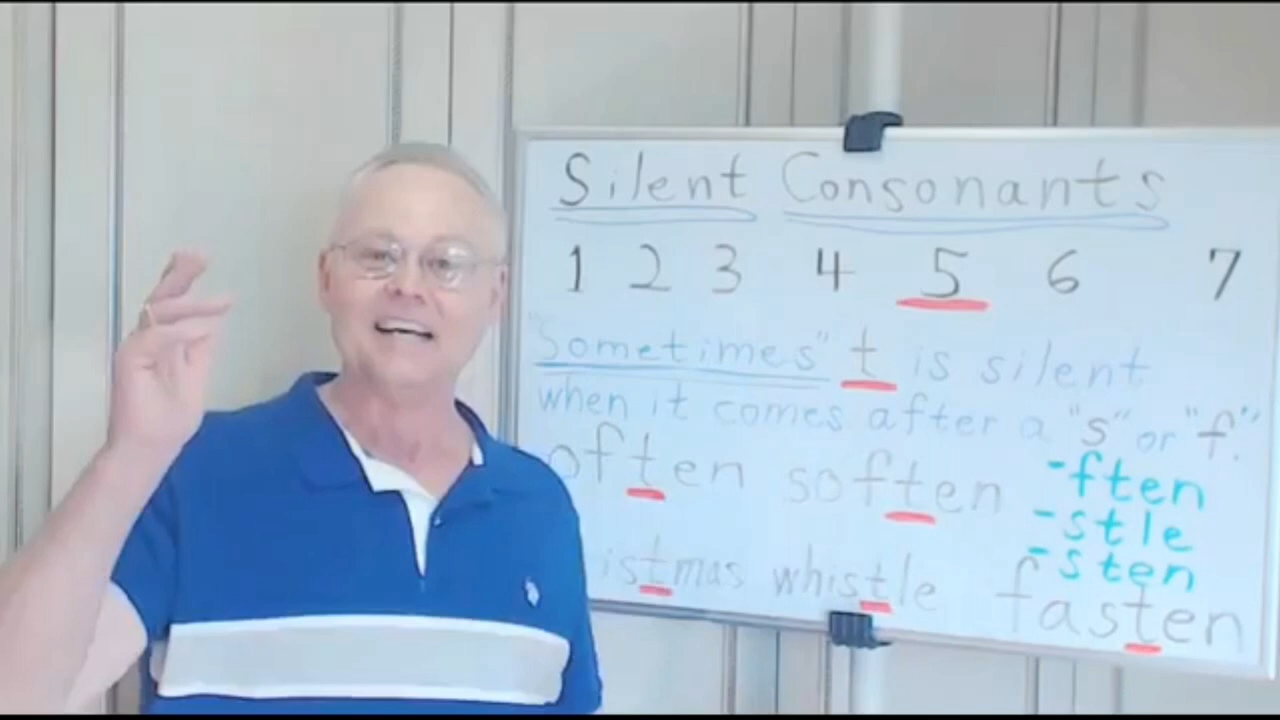 Silent Consonants
1 2 3 4 5 6 7
"Sometimes" t is silent
when it comes after a "s" or "f".
often soften -ften
-stle
-sten
istmas whistle fasten